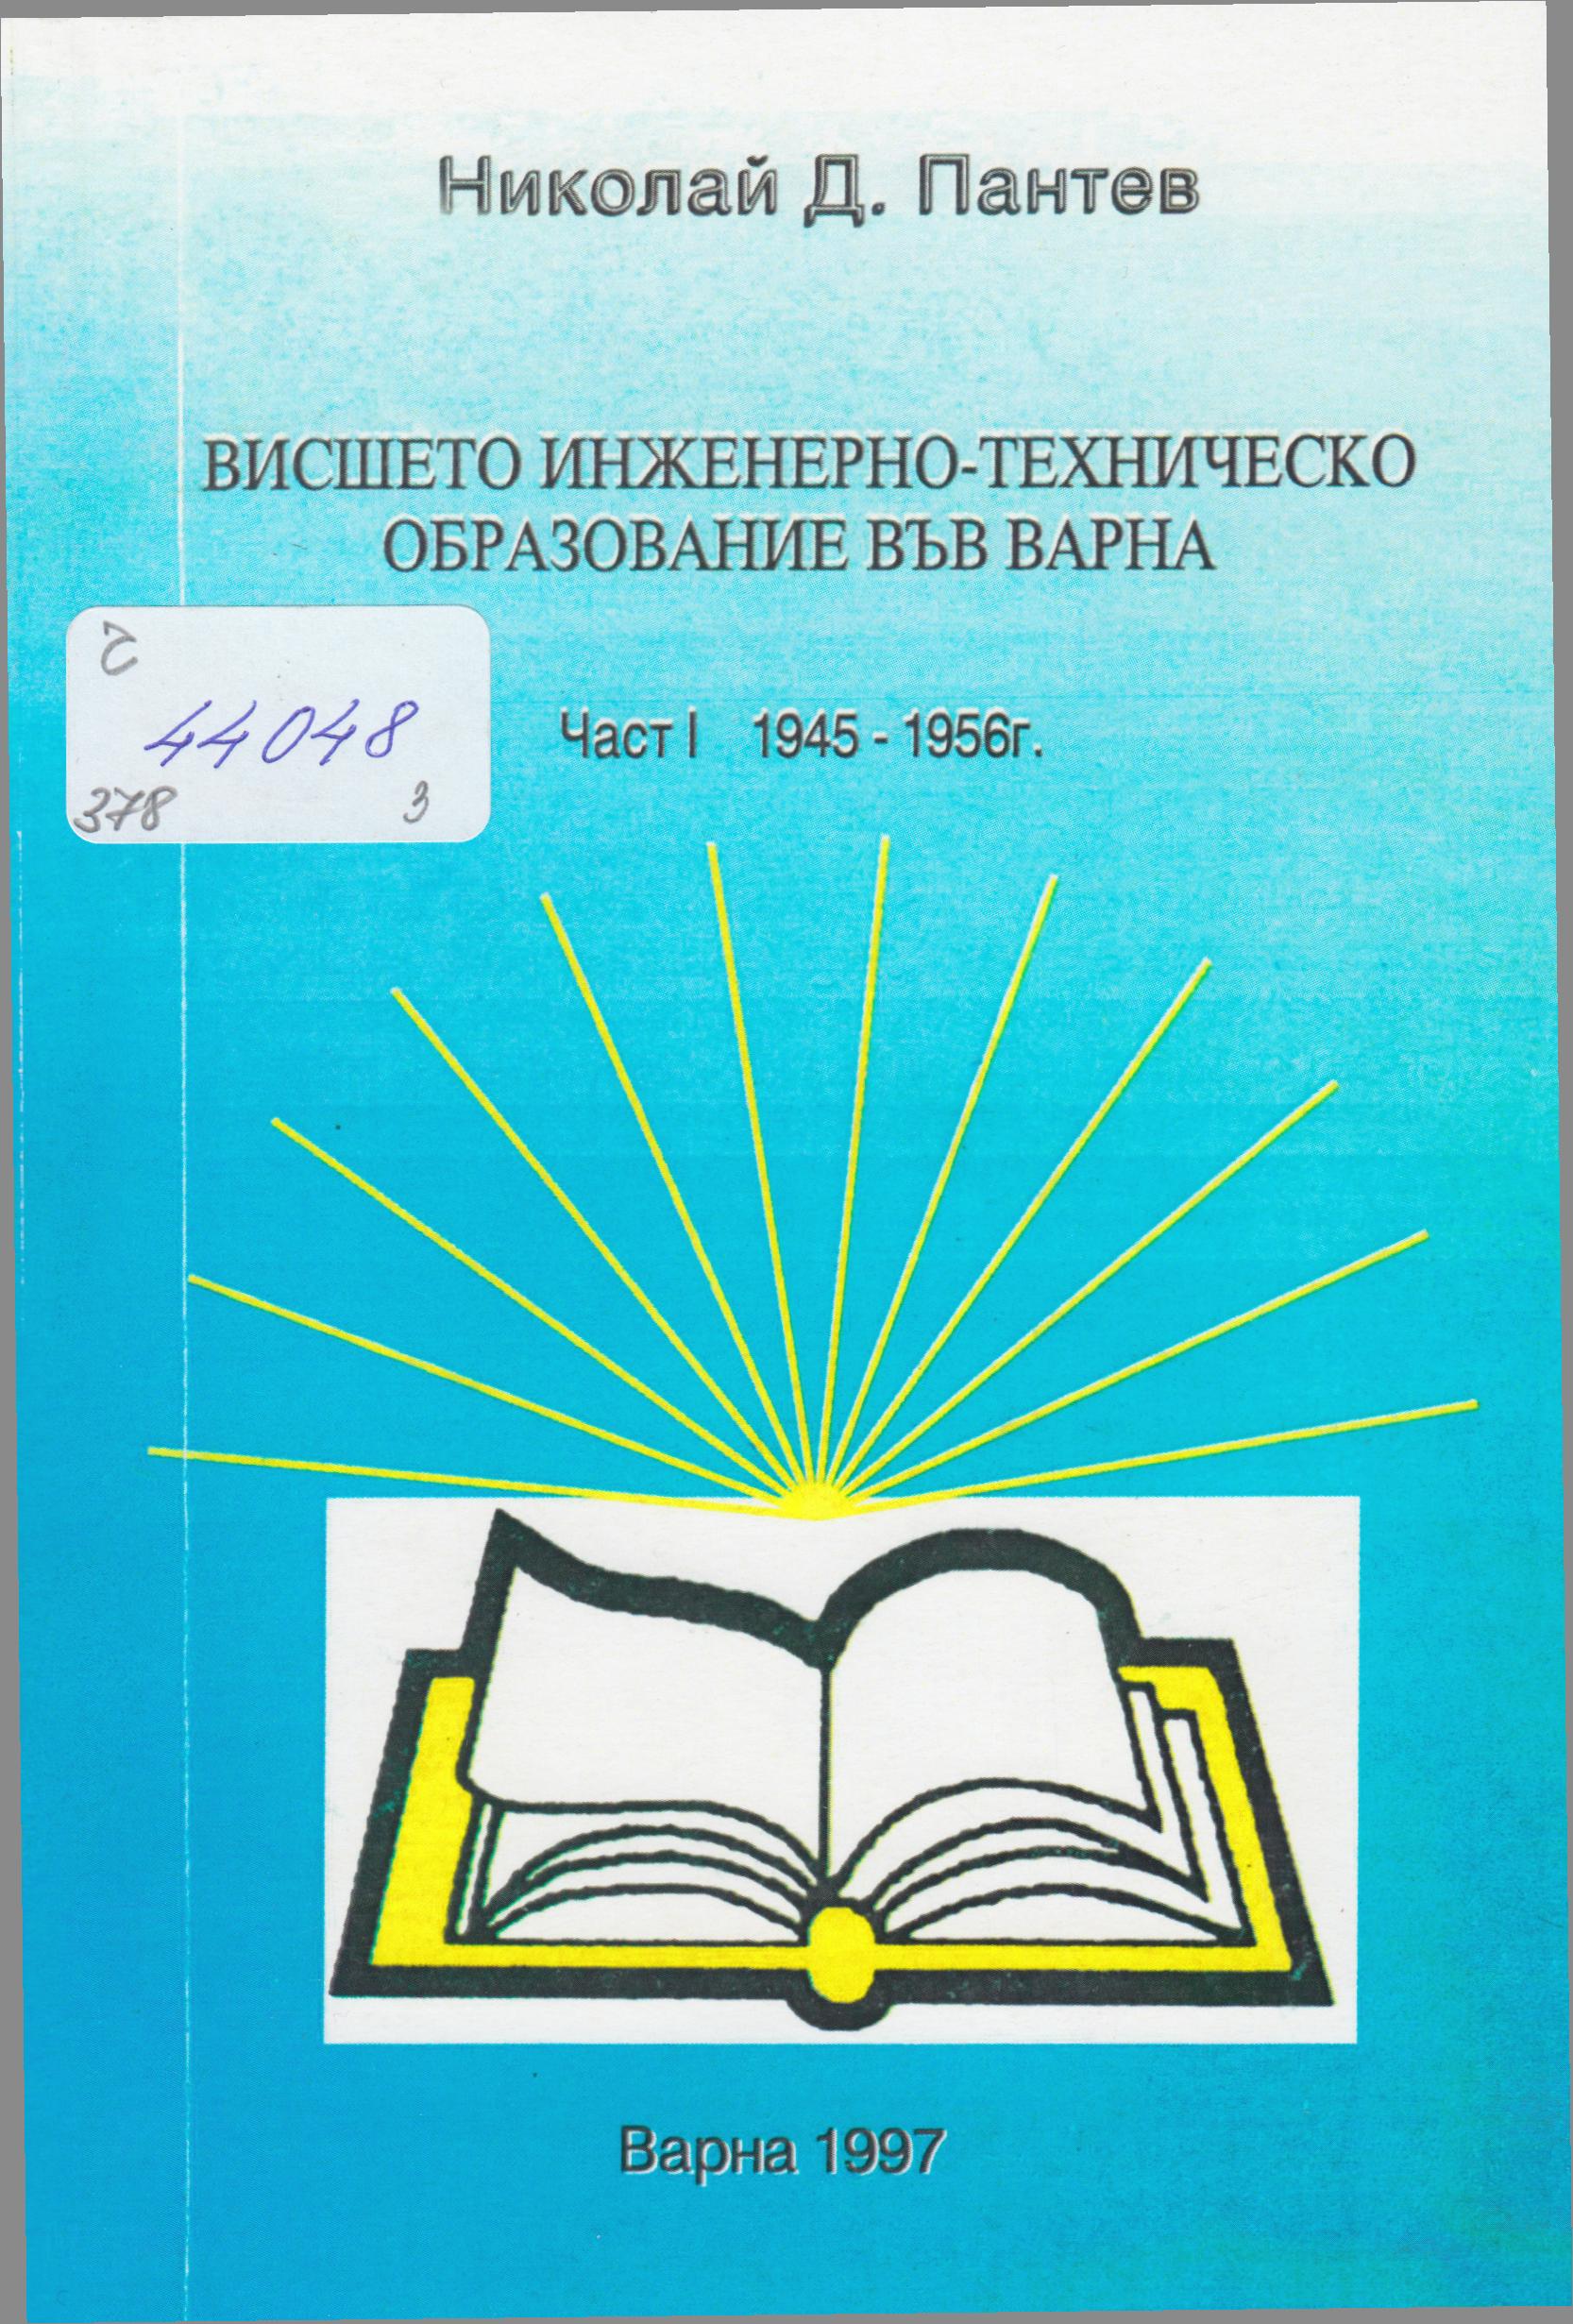 Николай Д. Пантев
ВИСШЕТО ИНЖЕНЕРНО-ТЕХНИЧЕСКО
ОБРАЗОВАНИЕ ВЪВ ВАРНА
44048
378 3
Част I 1945 - 1956г.
Варна 1997